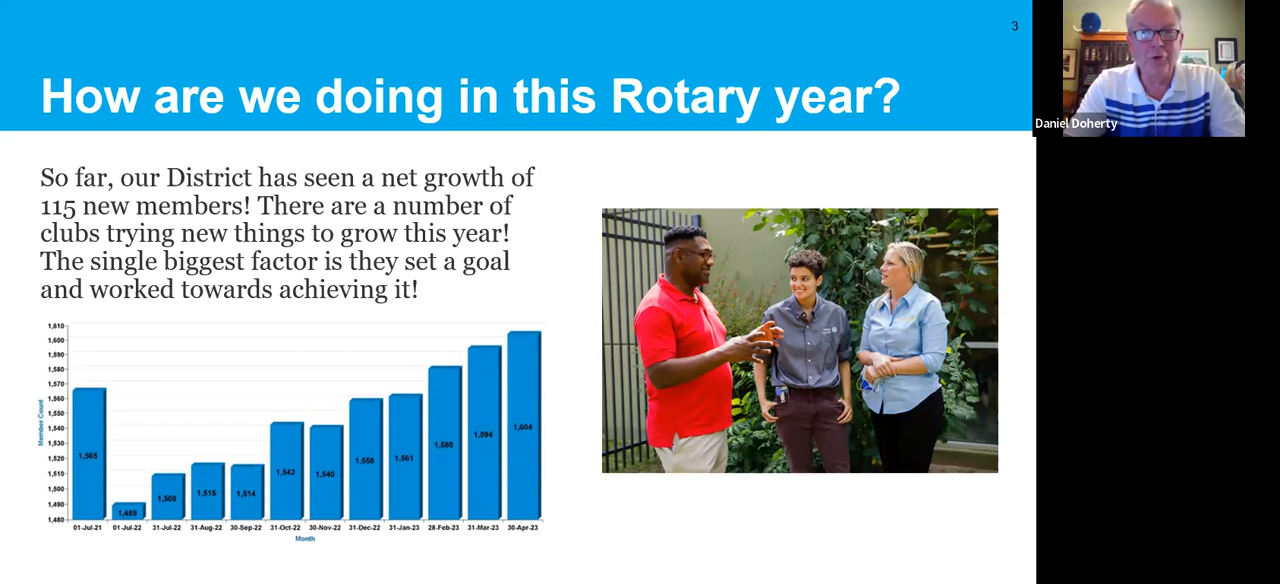 3
How are we doing in this Rotary year?
Daniel Doherty
So far, our District has seen a net growth of
115 new members! There are a number of
clubs trying new things to grow this year!
The single biggest factor is they set a goal
and worked towards achieving it!
1,610
1,600
1,590
1,580
1,570
1,560
1,550
1,540
1,530
1,520
1,510
1,500
1,490
1,480
Member Count
1,565
1,489
1,508
1,515
1,514
1,542
1,540
1,558
1,561
1,580
1,594
1,604
01-Jul-21 01-Jul-22 31-Jul-22 31-Aug-22 30-Sep-22 31-Oct-22 30-Nov-22 31-Dec-22 31-Jan-23 28-Feb-23 31-Mar-23 30-Apr-23
Month